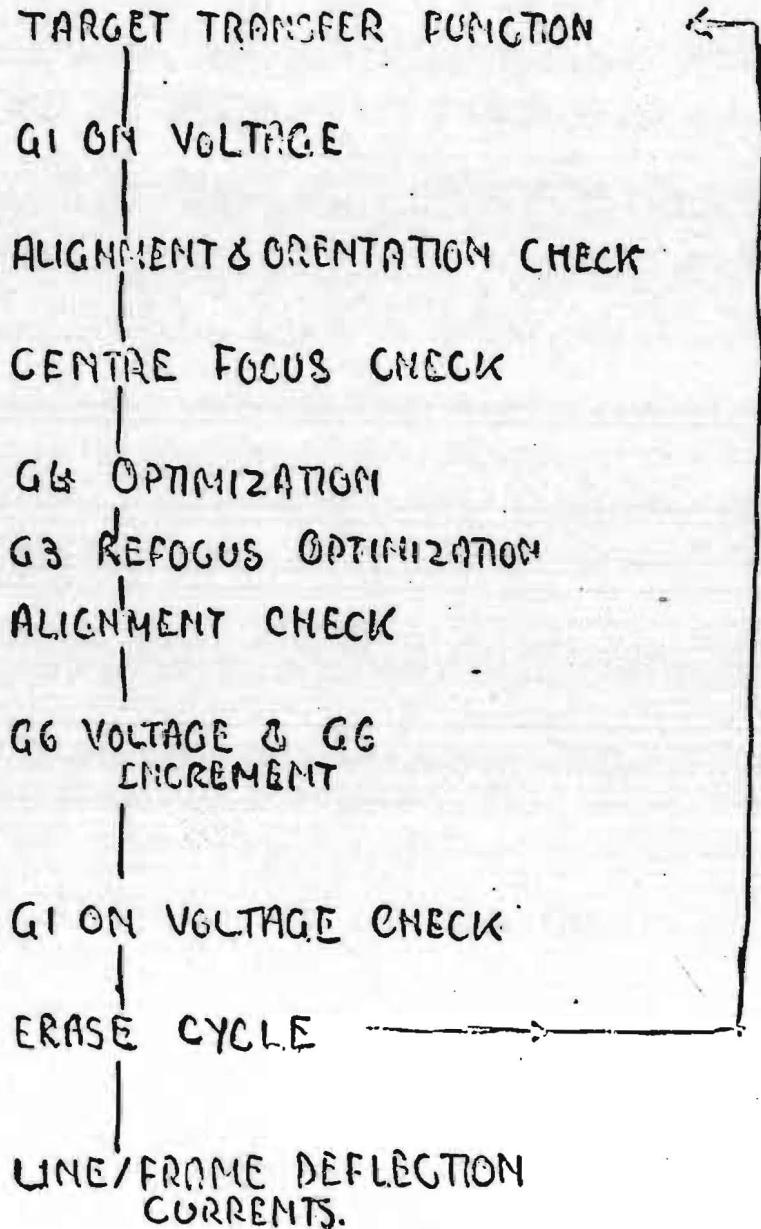 TARGET TRANSFER FUNCTION
G1 ON VOLTAGE
ALIGNMENT & ORENTATION CHECK
CENTRE FOCUS CHECK
G4 OPTIMIZATION
G3 REFOCUS OPTIMIZATION
ALIGNMENT CHECK
G6 VOLTAGE & G6
INCREMENT
G1 ON VOLTAGE CHECK
ERASE CYCLE
LINE/FRAME DEFLECTION
CURRENTS.